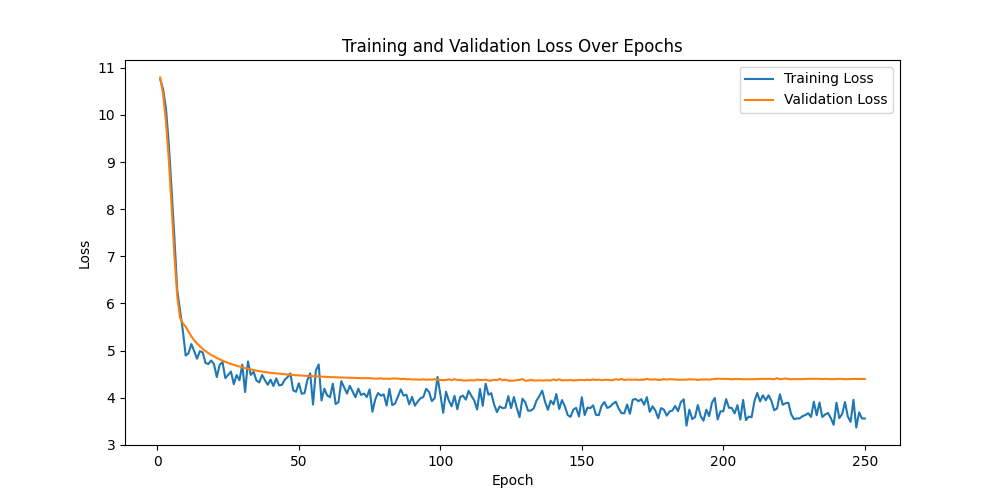 Training and Validation Loss Over Epochs
Training Loss
Validation Loss
11
10
9
8
7
6
5
4
3
Loss
0 50 100 150 200 250
Epoch